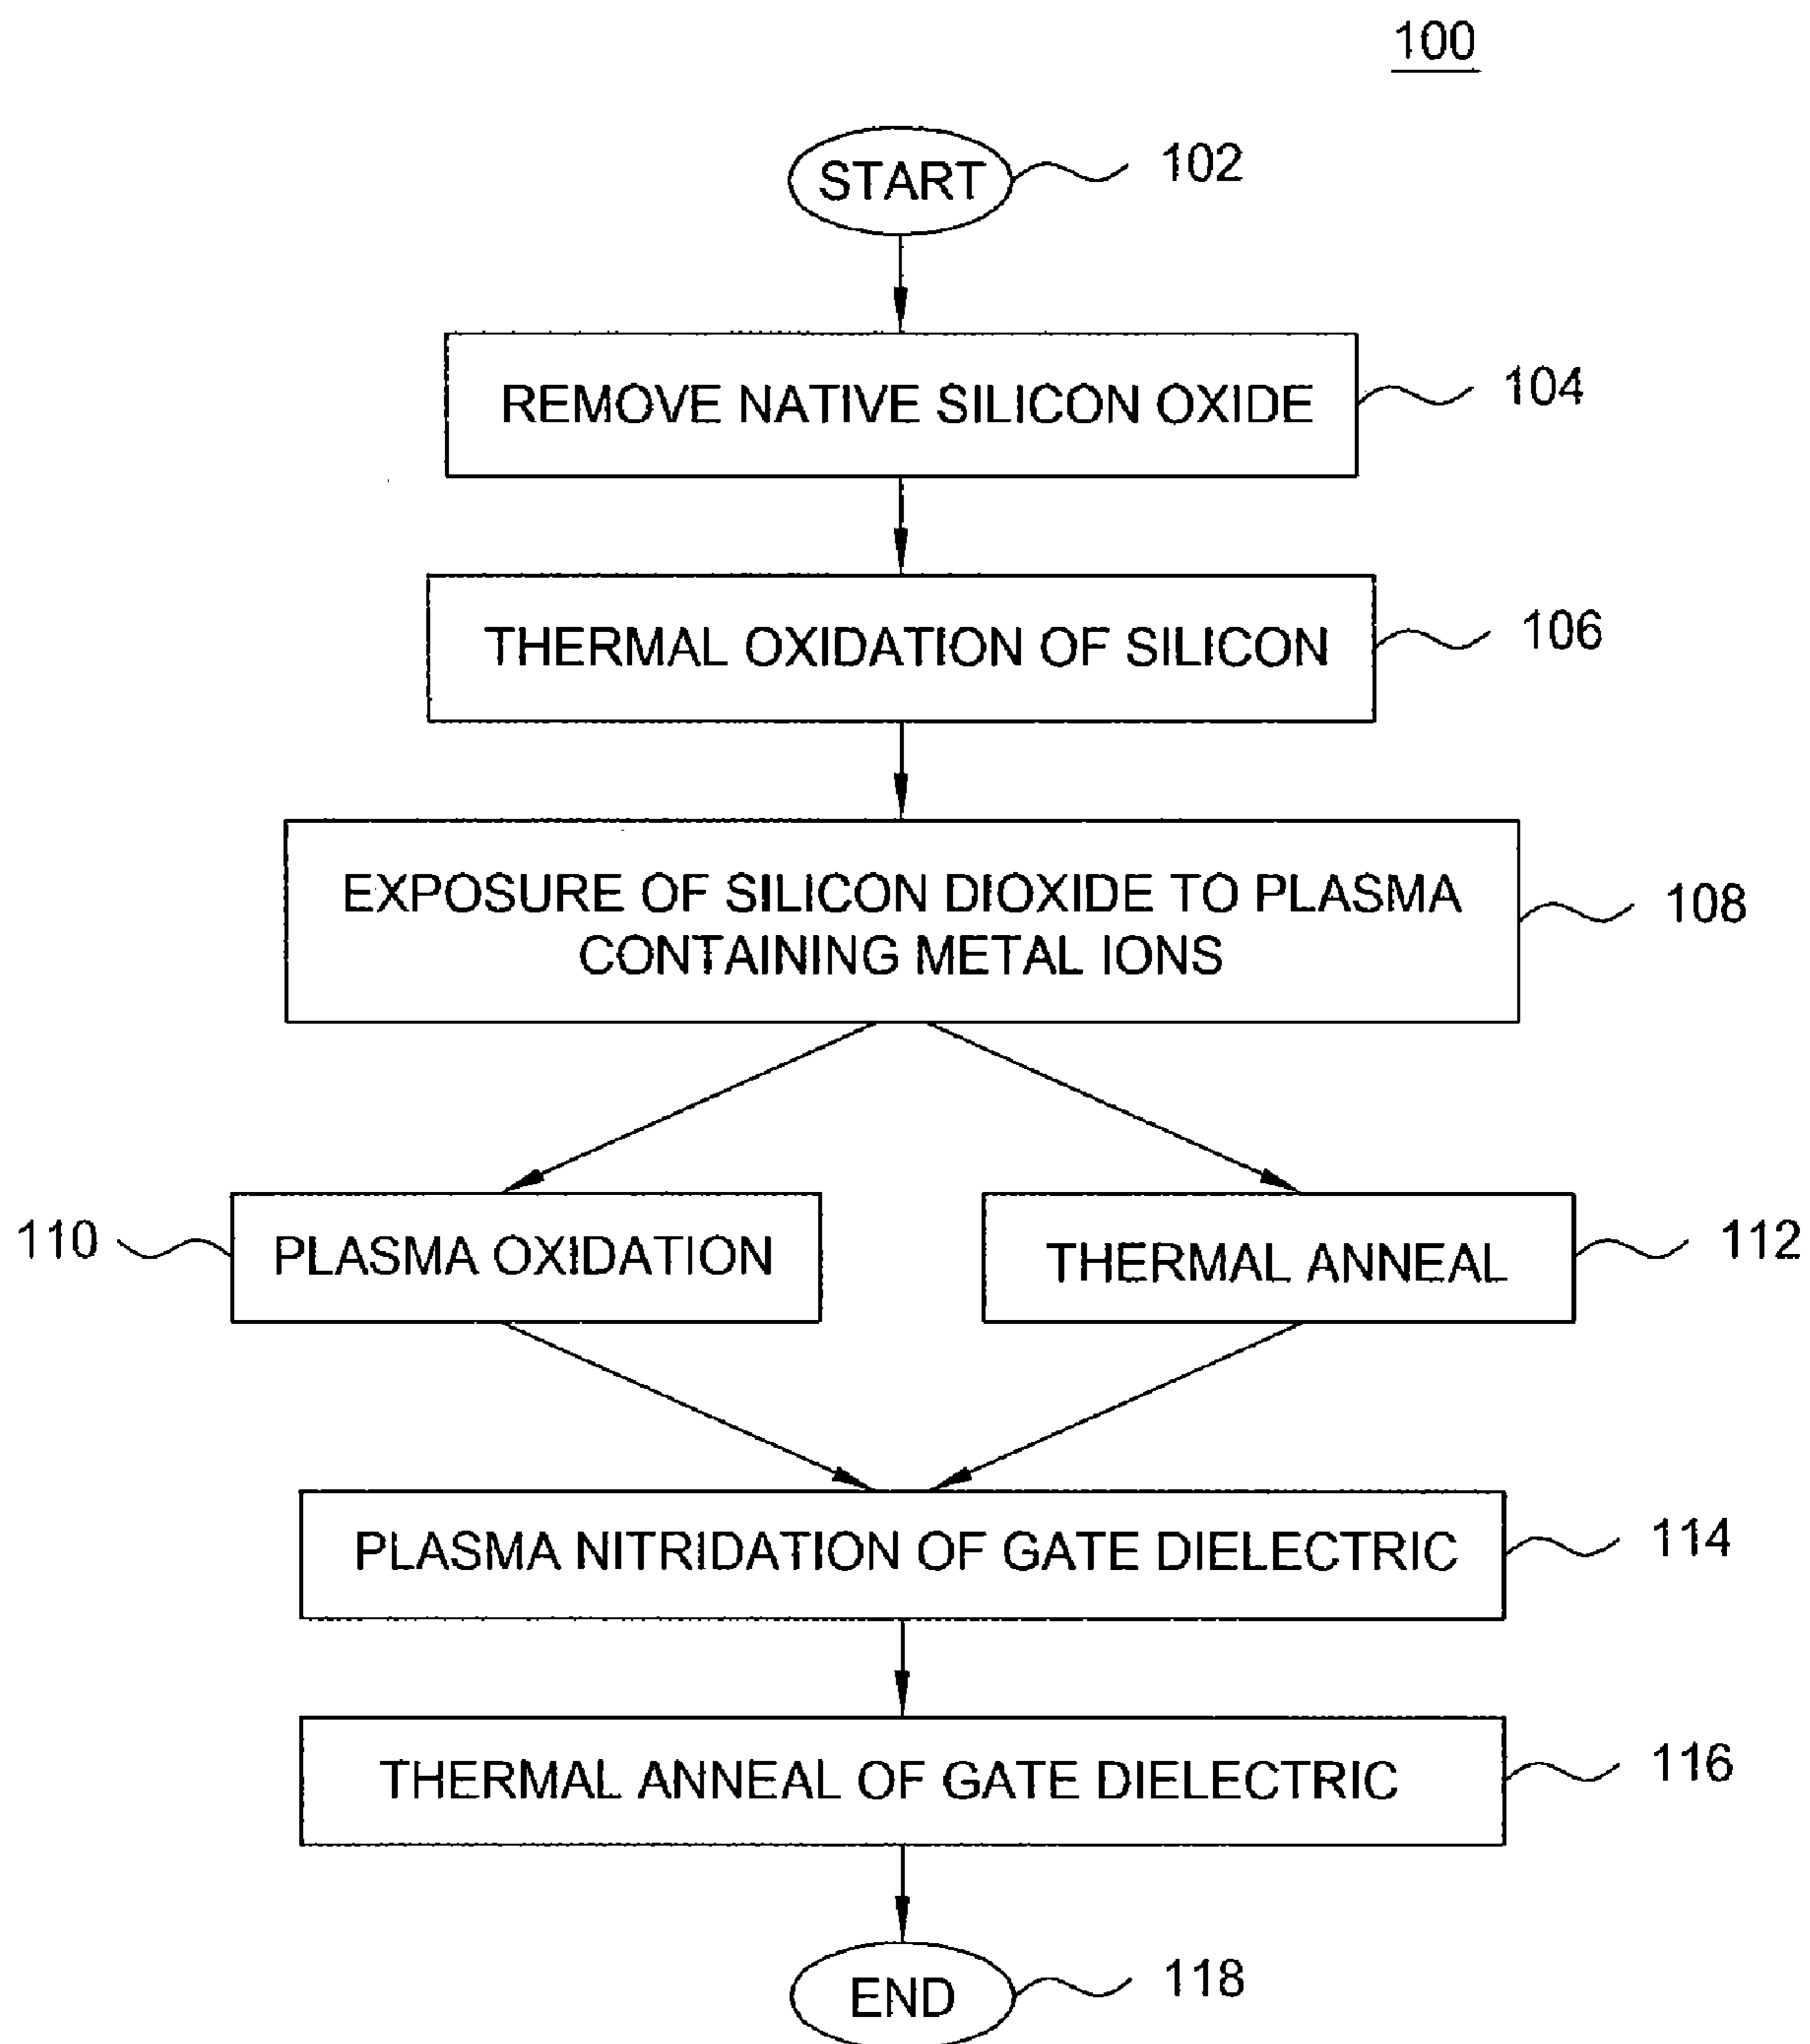 100
START
102
REMOVE NATIVE SILICON OXIDE
104
THERMAL OXIDATION OF SILICON
106
EXPOSURE OF SILICON DIOXIDE TO PLASMA
CONTAINING METAL IONS
108
110
PLASMA OXIDATION
THERMAL ANNEAL
112
PLASMA NITRIDATION OF GATE DIELECTRIC
114
THERMAL ANNEAL OF GATE DIELECTRIC
116
END
118